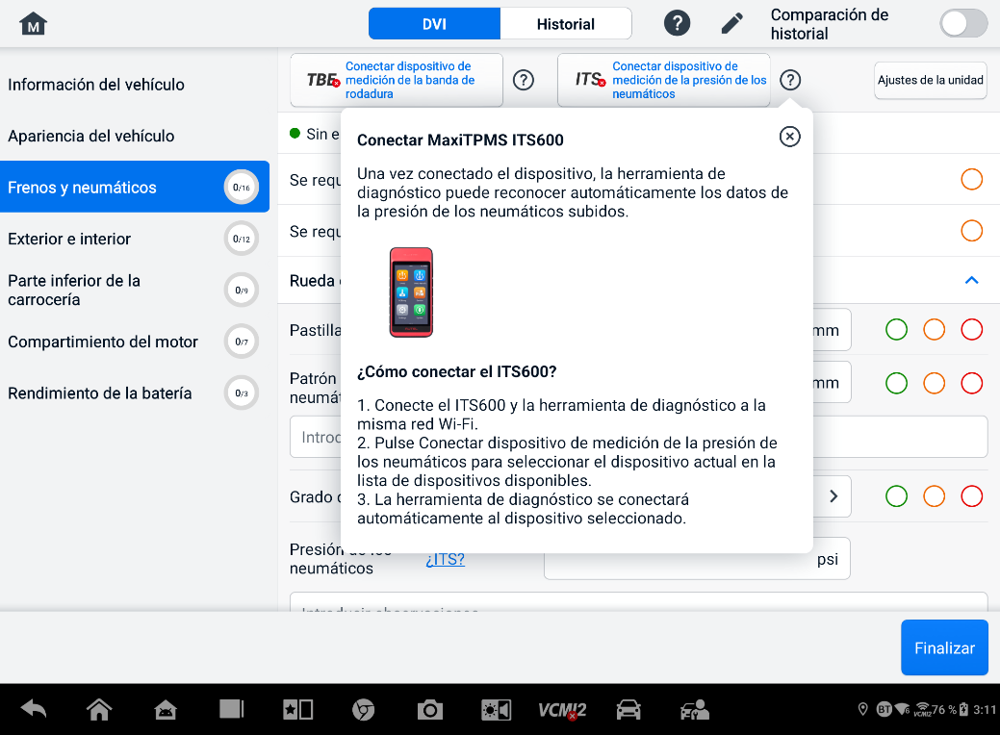 M
DVI
Historial
?
Comparación de
historial
Información del vehículo
Apariencia del vehículo
Frenos y neumáticos
0/16
Exterior e interior
0/12
Parte inferior de la
carrocería
0/9
Compartimiento del motor
0/7
Rendimiento de la batería
0/3
TBE
Conectar dispositivo de
medición de la banda de
rodadura
?
ITS
Conectar dispositivo de
medición de la presión de los
neumáticos
?
Ajustes de la unidad
Sin e
Se requ
Se requ
Rueda
Pastilla
mm
Patrón
neumát
mm
Introd
Grado
Presión de los
neumáticos
¿ITS?
psi
Introducir observaciones
Conectar MaxiTPMS ITS600
Una vez conectado el dispositivo, la herramienta de
diagnóstico puede reconocer automáticamente los datos de
la presión de los neumáticos subidos.
¿Cómo conectar el ITS600?
1. Conecte el ITS600 y la herramienta de diagnóstico a la
misma red Wi-Fi.
2. Pulse Conectar dispositivo de medición de la presión de
los neumáticos para seleccionar el dispositivo actual en la
lista de dispositivos disponibles.
3. La herramienta de diagnóstico se conectará
automáticamente al dispositivo seleccionado.
Finalizar
VCMI2
BT
6
VCMI2
76 %
3:11